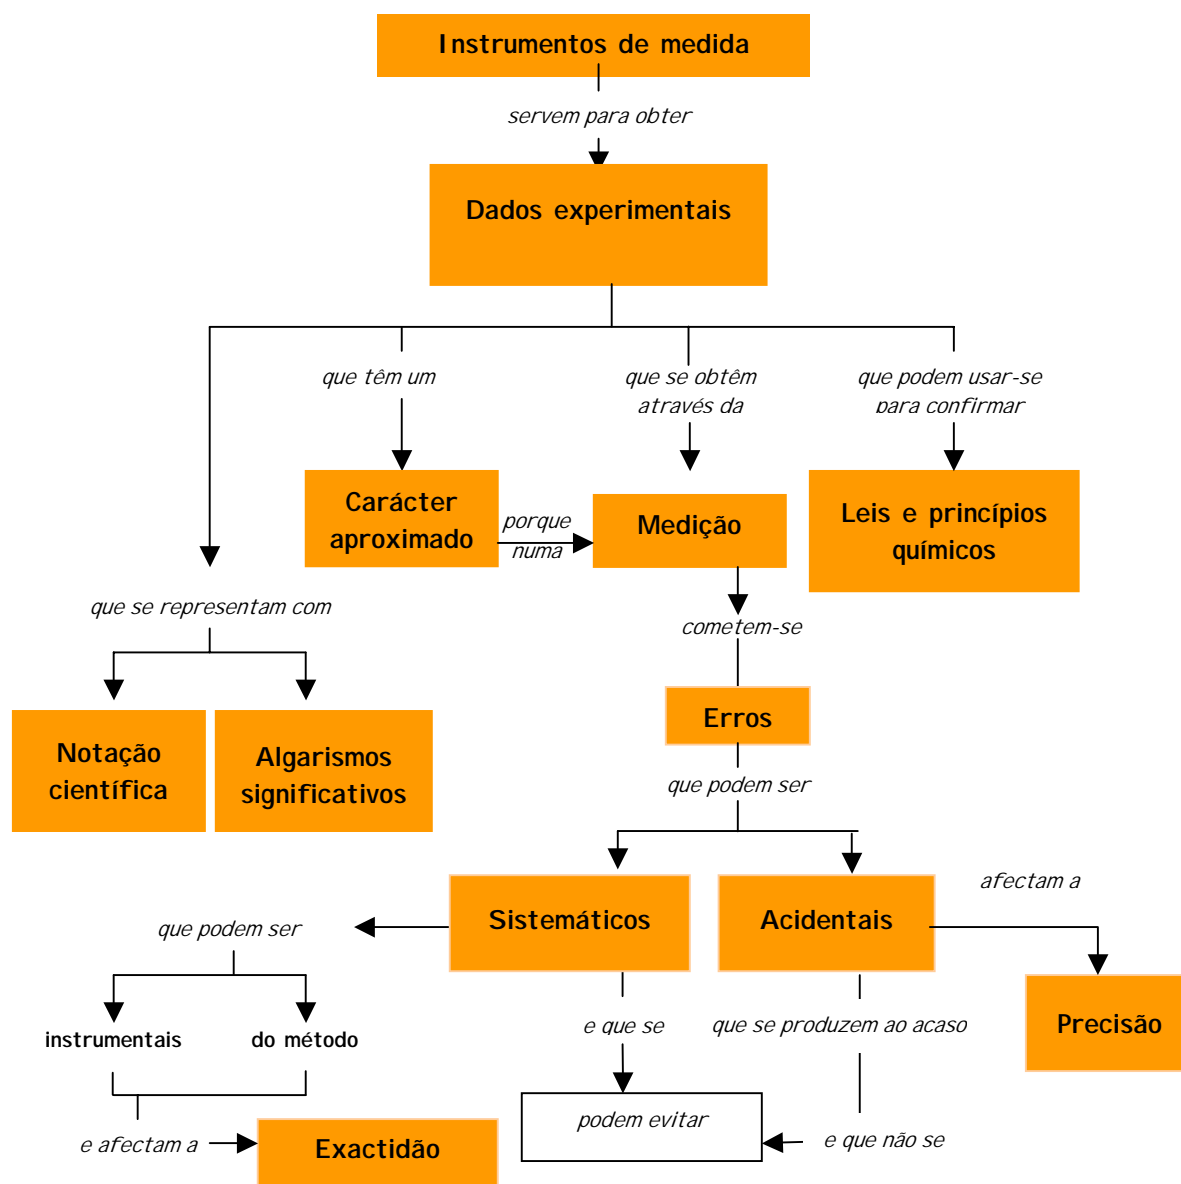 Instrumentos de medida
servem para obter
Dados experimentais
que têm um
que se obtêm
através da
que podem usar-se
para confirmar
Carácter
aproximado
porque
numa
Medição
Leis e princípios
químicos
que se representam com
cometem-se
Notação
científica
Algarismos
significativos
Erros
que podem ser
Sistemáticos
Acidentais
afectam a
que podem ser
instrumentais
do método
e que se
que se produzem ao acaso
Precisão
podem evitar
e afectam a
Exactidão
e que não se